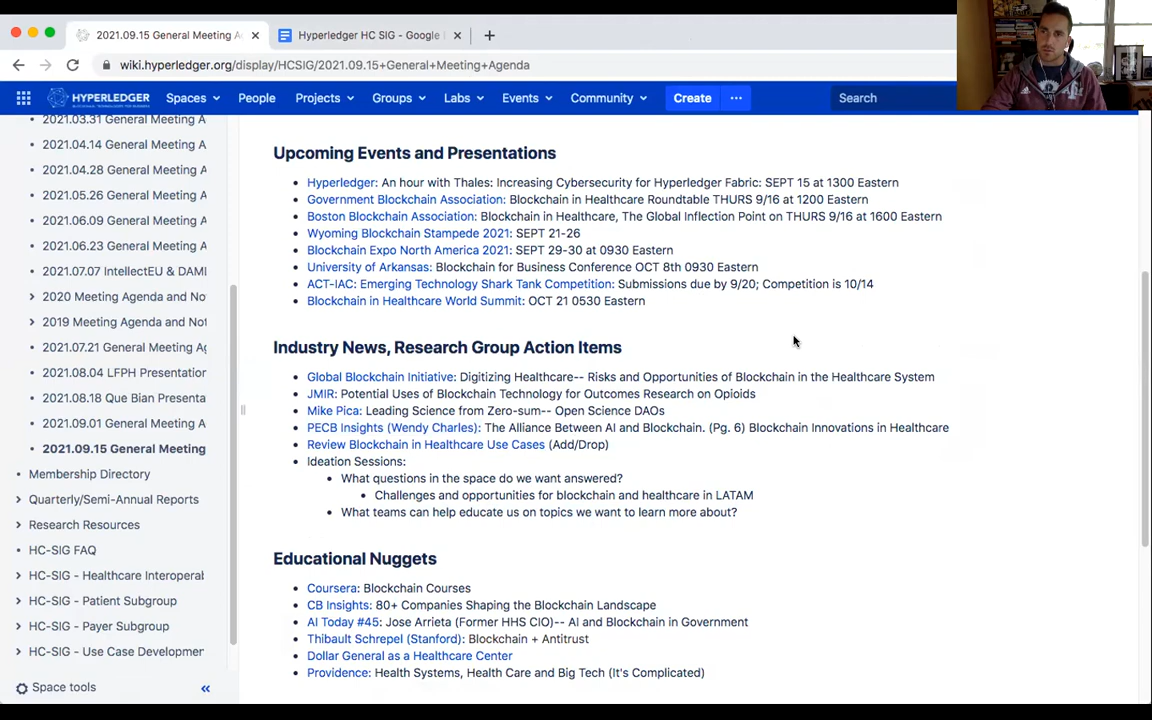 2021.09.15 General Meeting A
Hyperledger HC SIG - Google
wiki.hyperledger.org/display/HCSIG/2021.09.15+General+Meeting+Agenda
HYPERLEDGER
BLOCKCHAIN TECHNOLOGIES FOR BUSINESS
Spaces
People
Projects
Groups
Labs
Events
Community
Create
Search
2021.03.31 General Meeting A
2021.04.14 General Meeting A
2021.04.28 General Meeting A
2021.05.26 General Meeting A
2021.06.09 General Meeting A
2021.06.23 General Meeting A
2021.07.07 IntellectEU & DAML
2020 Meeting Agenda and Not
2019 Meeting Agenda and Not
2021.07.21 General Meeting Ag
2021.08.04 LFPH Presentation
2021.08.18 Que Bian Presenta
2021.09.01 General Meeting A
2021.09.15 General Meeting
Membership Directory
Quarterly/Semi-Annual Reports
Research Resources
HC-SIG FAQ
HC-SIG - Healthcare Interoperal
HC-SIG - Patient Subgroup
HC-SIG - Payer Subgroup
HC-SIG - Use Case Developmer
Space tools
Upcoming Events and Presentations
Hyperledger: An hour with Thales: Increasing Cybersecurity for Hyperledger Fabric: SEPT 15 at 1300 Eastern
Government Blockchain Association: Blockchain in Healthcare Roundtable THURS 9/16 at 1200 Eastern
Boston Blockchain Association: Blockchain in Healthcare, The Global Inflection Point on THURS 9/16 at 1600 Eastern
Wyoming Blockchain Stampede 2021: SEPT 21-26
Blockchain Expo North America 2021: SEPT 29-30 at 0930 Eastern
University of Arkansas: Blockchain for Business Conference OCT 8th 0930 Eastern
ACT-IAC: Emerging Technology Shark Tank Competition: Submissions due by 9/20; Competition is 10/14
Blockchain in Healthcare World Summit: OCT 21 0530 Eastern
Industry News, Research Group Action Items
Global Blockchain Initiative: Digitizing Healthcare-- Risks and Opportunities of Blockchain in the Healthcare System
JMIR: Potential Uses of Blockchain Technology for Outcomes Research on Opioids
Mike Pica: Leading Science from Zero-sum-- Open Science DAOs
PECB Insights (Wendy Charles): The Alliance Between AI and Blockchain. (Pg. 6) Blockchain Innovations in Healthcare
Review Blockchain in Healthcare Use Cases (Add/Drop)
Ideation Sessions:
What questions in the space do we want answered?
Challenges and opportunities for blockchain and healthcare in LATAM
What teams can help educate us on topics we want to learn more about?
Educational Nuggets
Coursera: Blockchain Courses
CB Insights: 80+ Companies Shaping the Blockchain Landscape
AI Today #45: Jose Arrieta (Former HHS CIO)-- AI and Blockchain in Government
Thibault Schrepel (Stanford): Blockchain + Antitrust
Dollar General as a Healthcare Center
Providence: Health Systems, Health Care and Big Tech (It's Complicated)